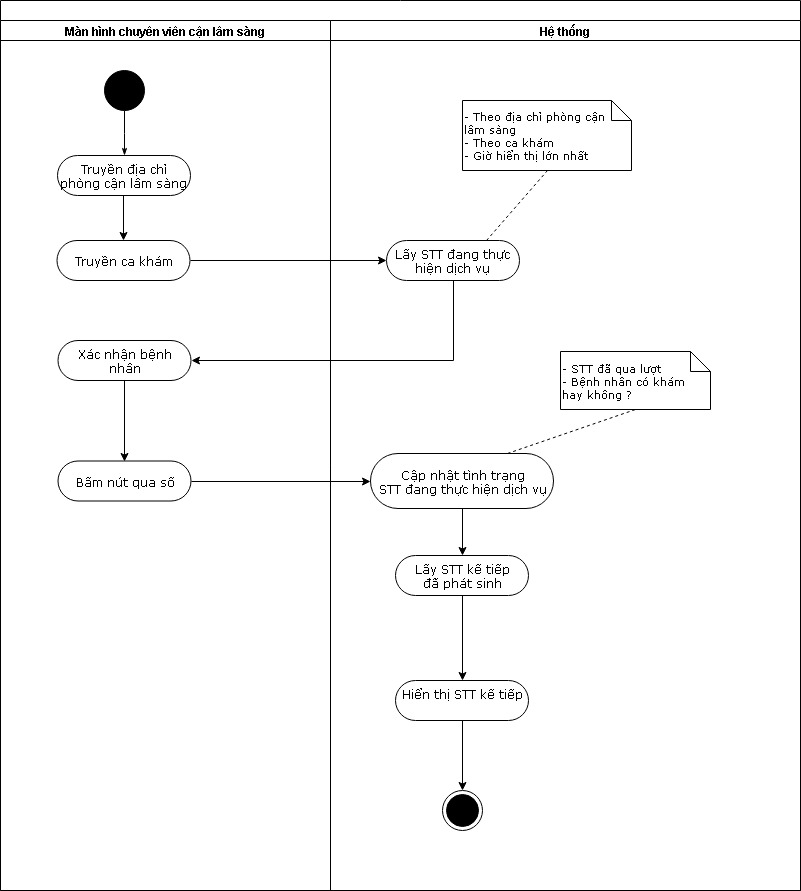 Màn hình chuyên viên cận lâm sàng
Hệ thống
- Theo địa chỉ phòng cận
lâm sàng
- Theo ca khám
- Giờ hiển thị lớn nhất
Truyền địa chỉ
phòng cận lâm sàng
Truyền ca khám
Lấy STT đang thực
hiện dịch vụ
Xác nhận bệnh
nhân
- STT đã qua lượt
- Bệnh nhân có khám
hay không ?
Bấm nút qua số
Cập nhật tình trạng
STT đang thực hiện dịch vụ
Lấy STT kế tiếp
đã phát sinh
Hiển thị STT kế tiếp